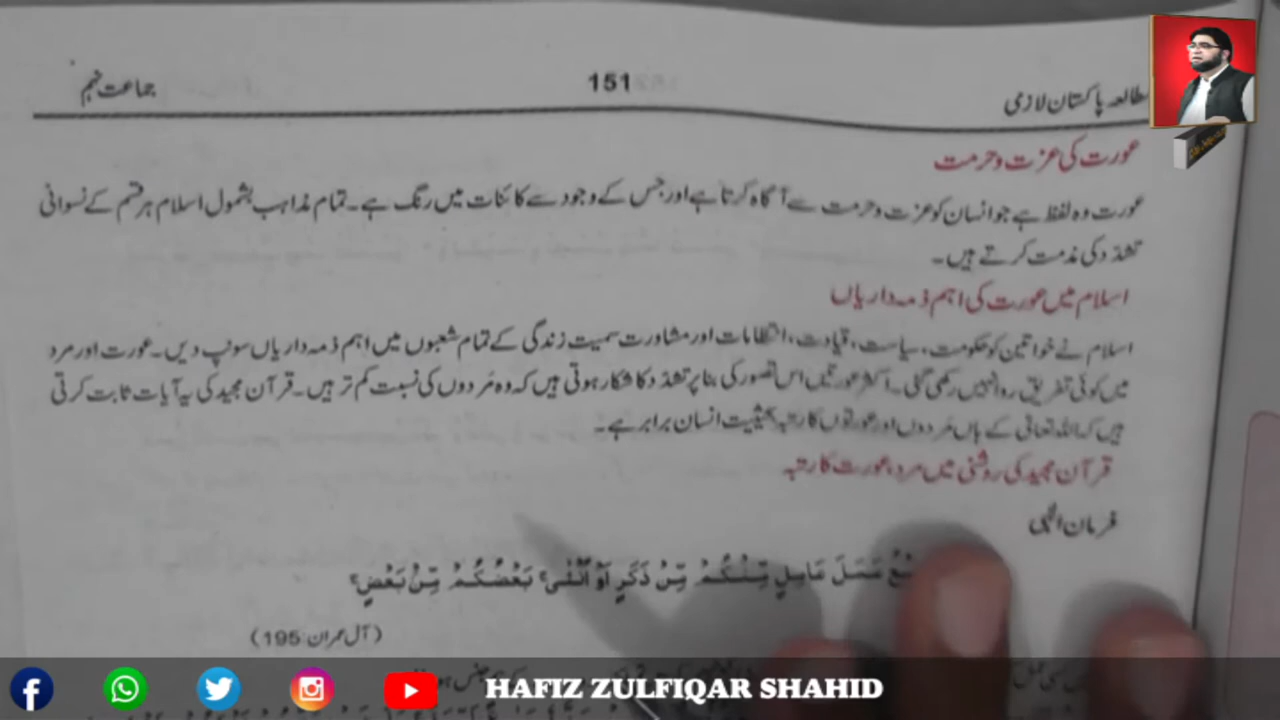 مطالعہ پاکستان لازمی 151 جماعت نہم
عورت کی عزت و حرمت
عورت وہ لفظ ہے جو انسان کو عزت و حرمت سے آگاہ کرتا ہے اور جس کے وجود سے کائنات میں رنگ ہے۔ تمام مذاہب بشمول اسلام ہر قسم کے نسوانی
تشدّد کی مذمت کرتے ہیں۔
اسلام میں عورت کی اہم ذمہ داریاں
اسلام نے خواتین کو حکومت، سیاست، قیادت، انتظامات اور مشاورت سمیت زندگی کے تمام شعبوں میں اہم ذمہ داریاں سونپ دیں۔ عورت اور مرد
میں کوئی تفریق روا نہیں رکھی گئی۔ اکثر عورتیں اس تصور کی بنا پر تشدّد کا شکار ہوتی ہیں کہ وہ مَردوں کی نسبت کم تر ہیں۔ قرآن مجید کی یہ آیات ثابت کرتی
ہیں کہ اللہ تعالیٰ کے ہاں مَردوں اور عورتوں کا رتبہ بحیثیت انسان برابر ہے۔
قرآن مجید کی روشنی میں مرد، عورت کا رتبہ
فرمان الٰہی
عَمَلَ عَامِلٍ مِّنْكُمْ مِّنْ ذَكَرٍ اَوْ اُنْثٰىۚ بَعْضُكُمْ مِّنْۢ بَعْضٍۚ
(آل عمران: 195)
HAFIZ ZULFIQAR SHAHID